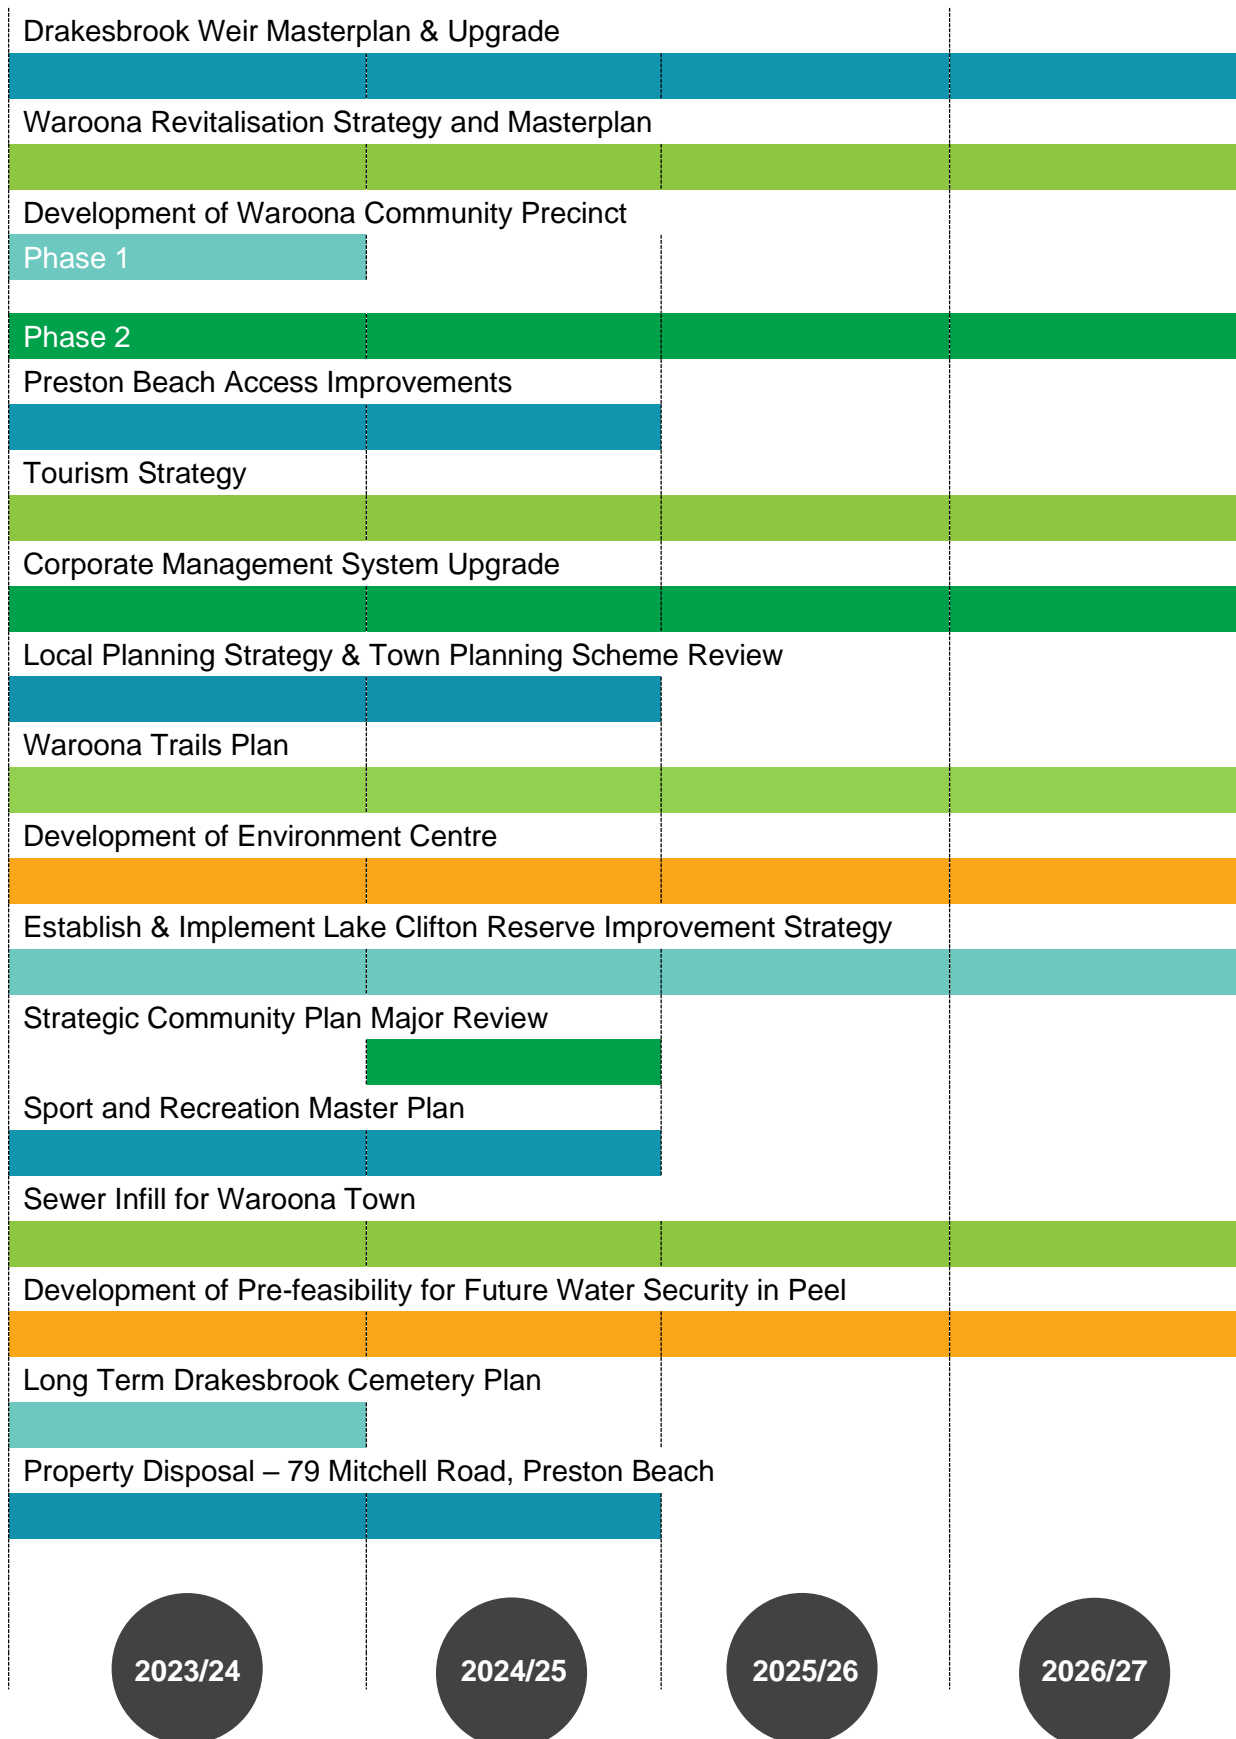 Drakesbrook Weir Masterplan & Upgrade
Waroona Revitalisation Strategy and Masterplan
Development of Waroona Community Precinct
Phase 1
Phase 2
Preston Beach Access Improvements
Tourism Strategy
Corporate Management System Upgrade
Local Planning Strategy & Town Planning Scheme Review
Waroona Trails Plan
Development of Environment Centre
Establish & Implement Lake Clifton Reserve Improvement Strategy
Strategic Community Plan Major Review
Sport and Recreation Master Plan
Sewer Infill for Waroona Town
Development of Pre-feasibility for Future Water Security in Peel
Long Term Drakesbrook Cemetery Plan
Property Disposal – 79 Mitchell Road, Preston Beach
2023/24 2024/25 2025/26 2026/27